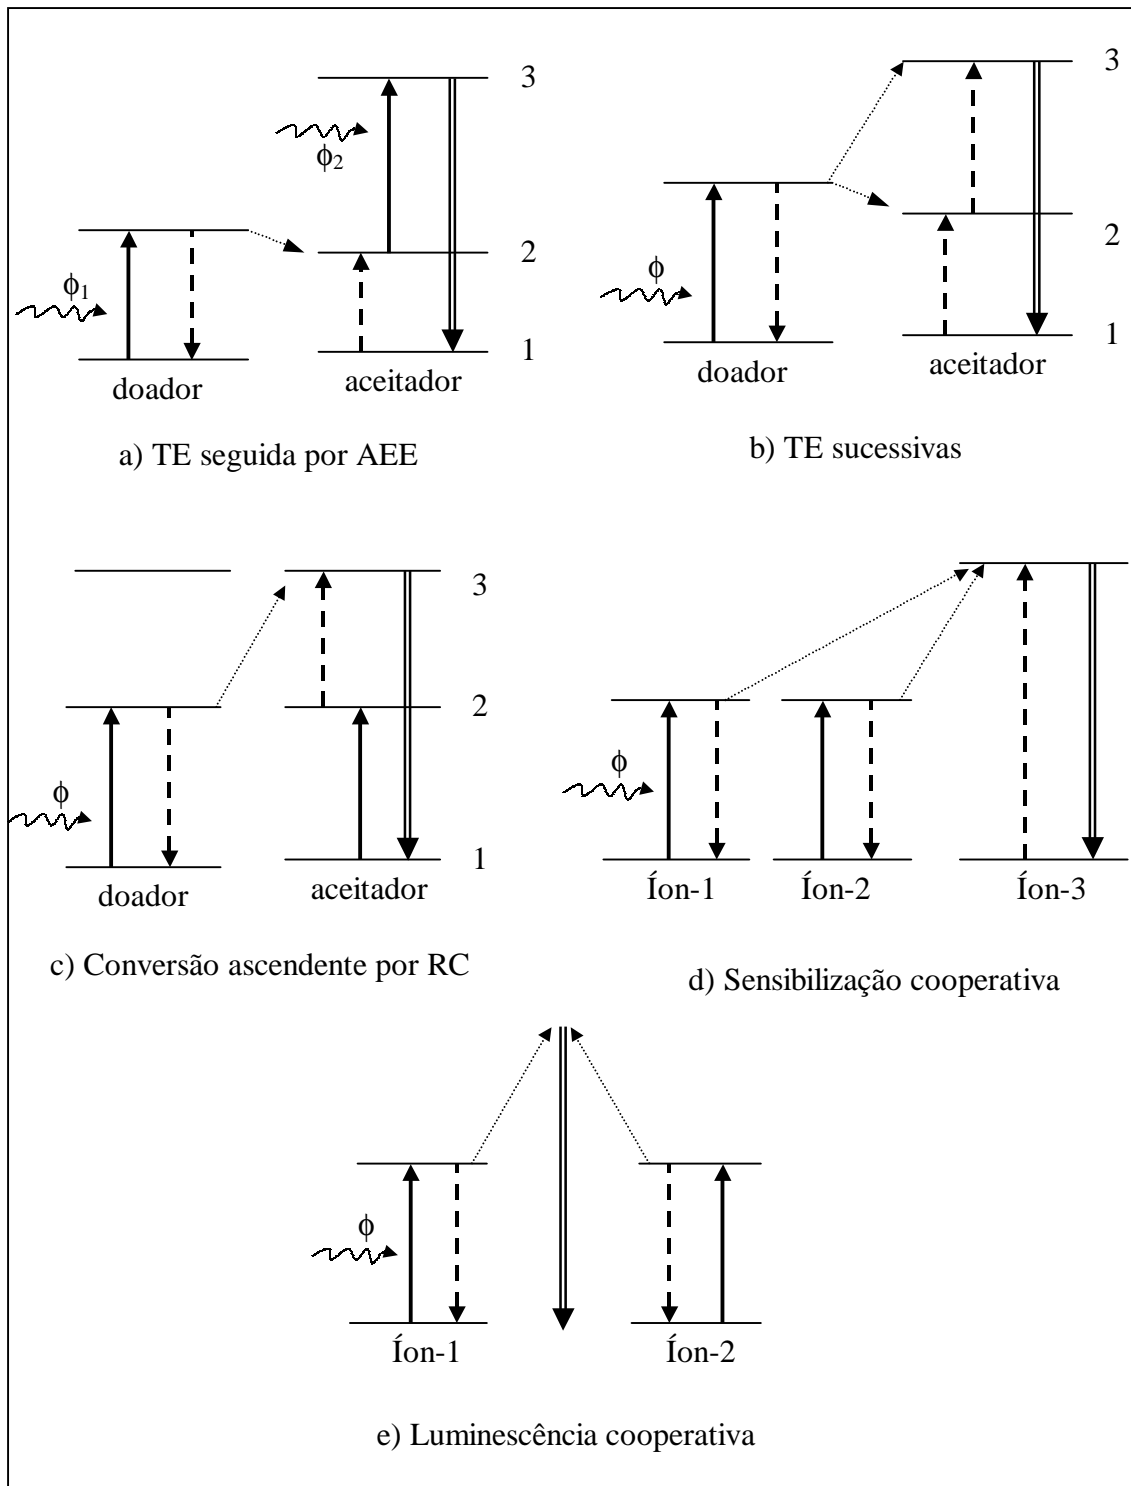 3
3
ϕ2
ϕ
2
2
ϕ1
1
1
doador
aceitador
doador
aceitador
a) TE seguida por AEE
b) TE sucessivas
3
2
ϕ
ϕ
1
doador
aceitador
Íon-1
Íon-2
Íon-3
c) Conversão ascendente por RC
d) Sensibilização cooperativa
ϕ
Íon-1
Íon-2
e) Luminescência cooperativa